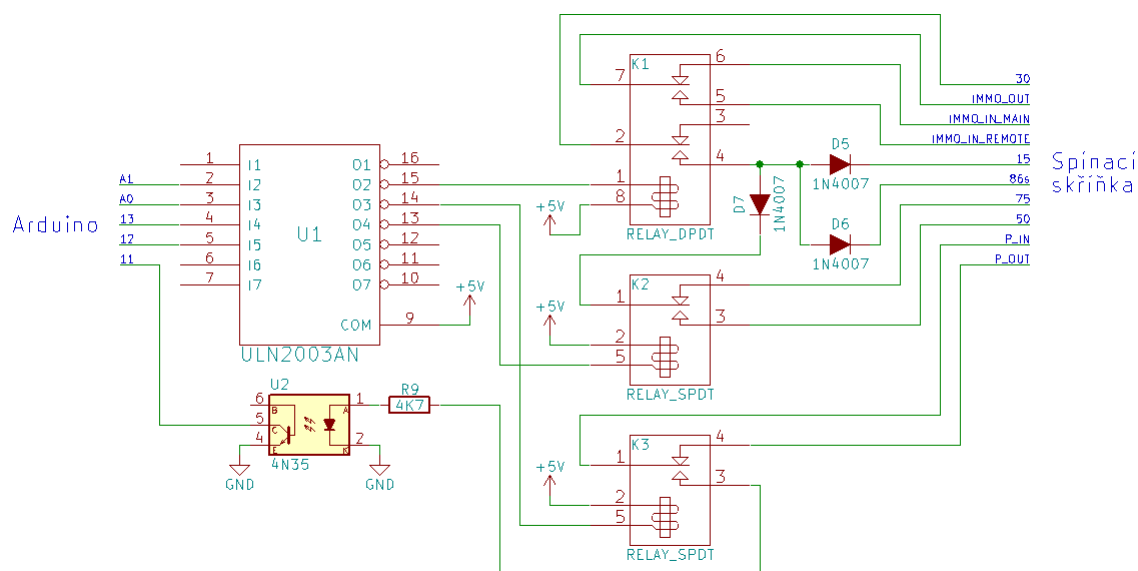 Arduino
A1
A0
13
12
11
1
2
3
4
5
6
7
I1
I2
I3
I4
I5
I6
I7
U1
O1
O2
O3
O4
O5
O6
O7
COM
16
15
14
13
12
11
10
9
+5V
ULN2003AN
U2
6
5
4
B
C
E
A
K
1
2
4N35
GND
GND
R9
4K7
K1
7
2
1
8
6
5
3
4
+5V
RELAY_DPDT
D7
1N4007
D5
1N4007
D6
1N4007
K2
1
2
5
4
3
+5V
RELAY_SPDT
K3
1
2
5
4
3
+5V
RELAY_SPDT
30
IMMO_OUT
IMMO_IN_MAIN
IMMO_IN_REMOTE
15
86s
75
50
P_IN
P_OUT
Spínací
skříňka